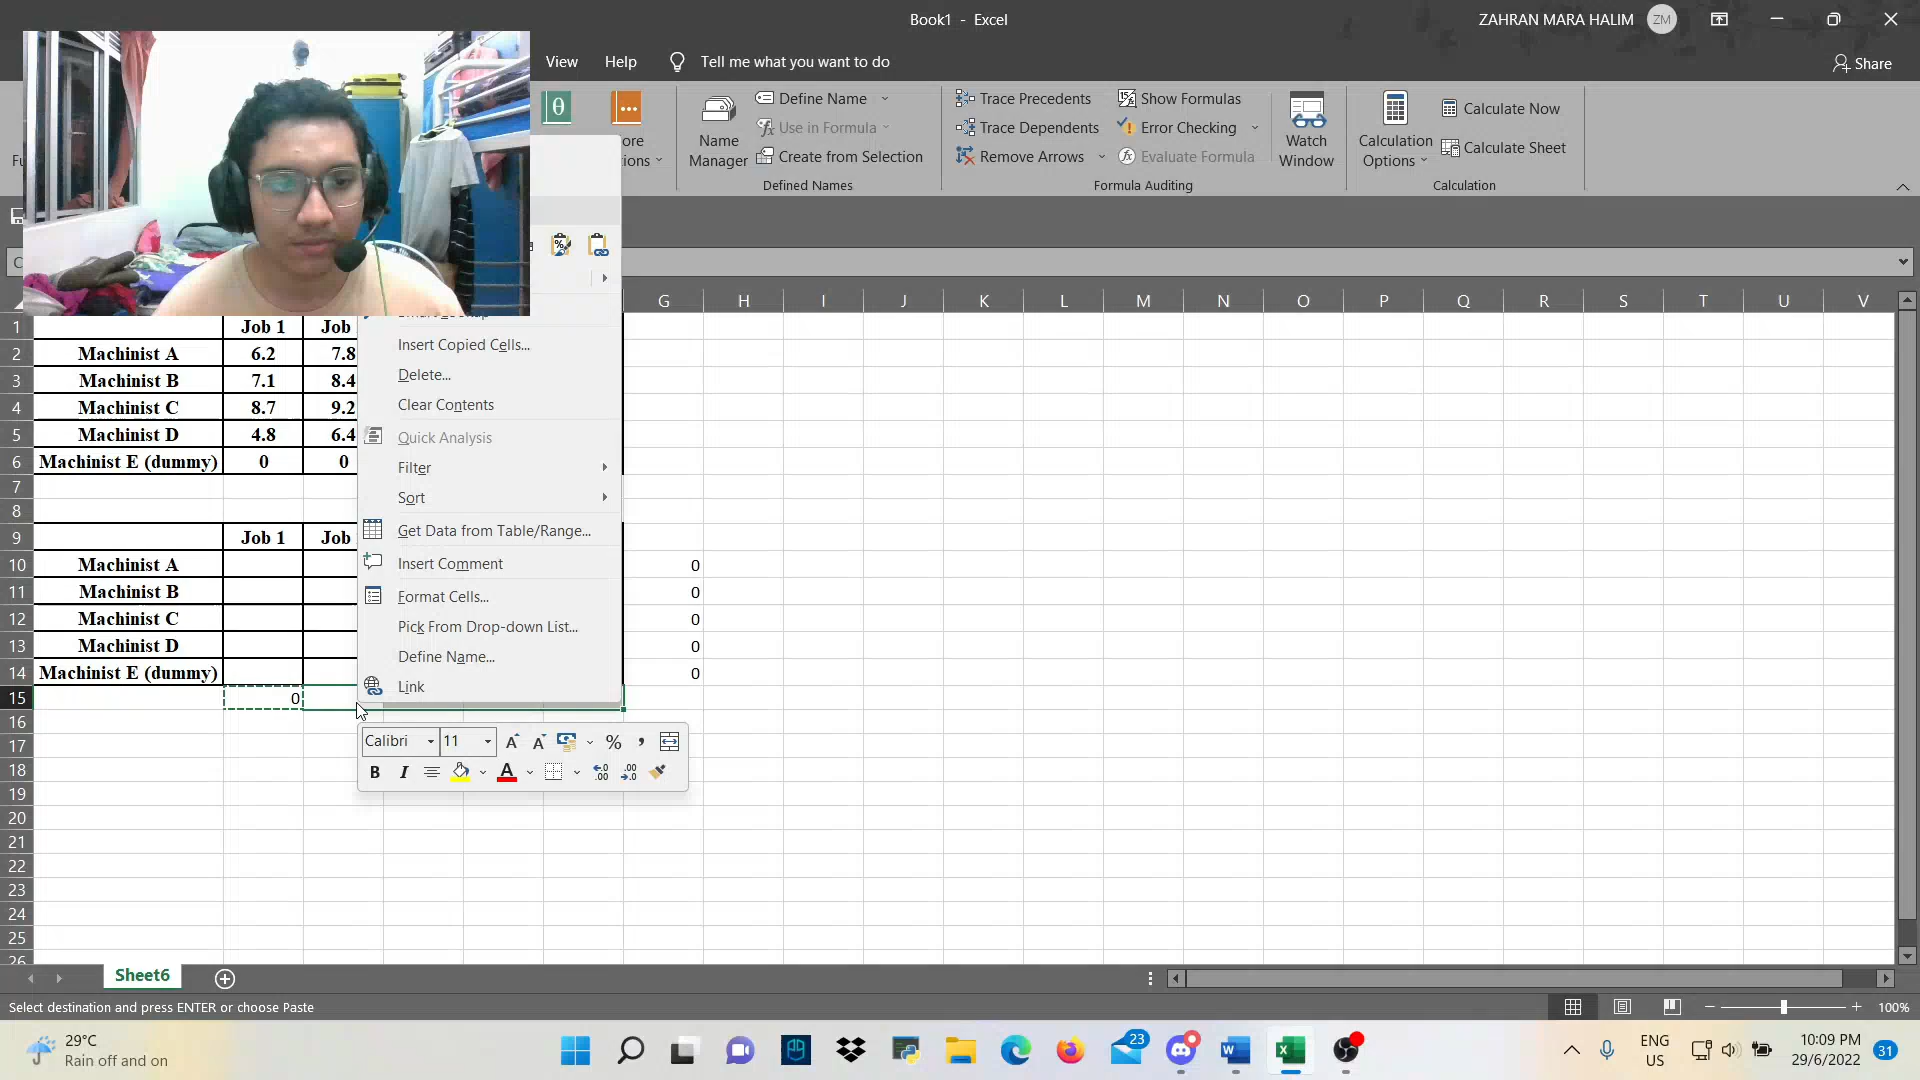 Book1 - Excel
ZAHRAN MARA HALIM
ZM
View
Help
Tell me what you want to do
Share
Name Manager
Define Name
Use in Formula
Create from Selection
Defined Names
Trace Precedents
Trace Dependents
Remove Arrows
Show Formulas
Error Checking
Evaluate Formula
Formula Auditing
Watch Window
Calculation Options
Calculate Now
Calculate Sheet
Calculation
G H I J K L M N O P Q R S T U V
1 Job 1 Job
2 Machinist A 6.2 7.8
3 Machinist B 7.1 8.4
4 Machinist C 8.7 9.2
5 Machinist D 4.8 6.4
6 Machinist E (dummy) 0 0
7
8
9 Job 1 Job
10 Machinist A 0
11 Machinist B 0
12 Machinist C 0
13 Machinist D 0
14 Machinist E (dummy) 0
15 0
16
17
18
19
20
21
22
23
24
25
26
Insert Copied Cells...
Delete...
Clear Contents
Quick Analysis
Filter
Sort
Get Data from Table/Range...
Insert Comment
Format Cells...
Pick From Drop-down List...
Define Name...
Link
Calibri 11 A A % ,
B I A .00 .00
Sheet6
Select destination and press ENTER or choose Paste
100%
29°C
Rain off and on
23
ENG
US
10:09 PM
29/6/2022
31